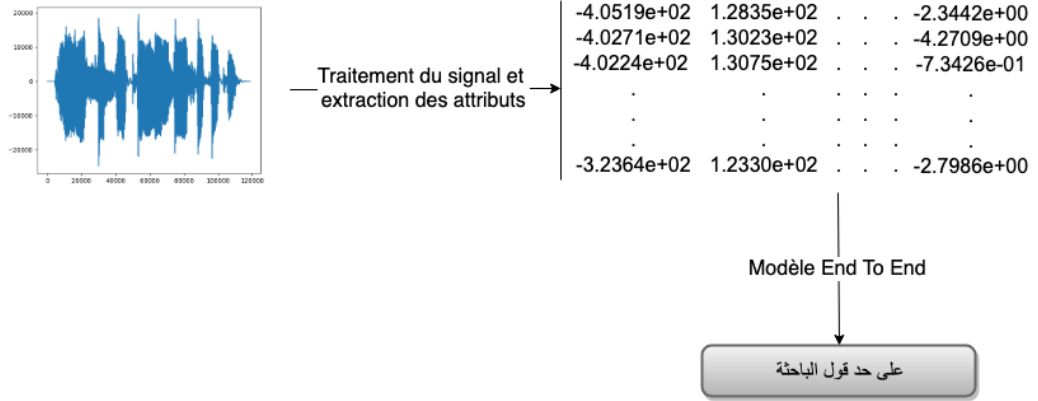 20000
10000
0
−10000
−20000
0 20000 40000 60000 80000 100000 120000
Traitement du signal et
extraction des attributs
-4.0519e+02 1.2835e+02 . . . -2.3442e+00
-4.0271e+02 1.3023e+02 . . . -4.2709e+00
-4.0224e+02 1.3075e+02 . . . -7.3426e-01
. . . . . .
. . . . . .
. . . . . .
-3.2364e+02 1.2330e+02 . . . -2.7986e+00
Modèle End To End
على حد قول الباحثة